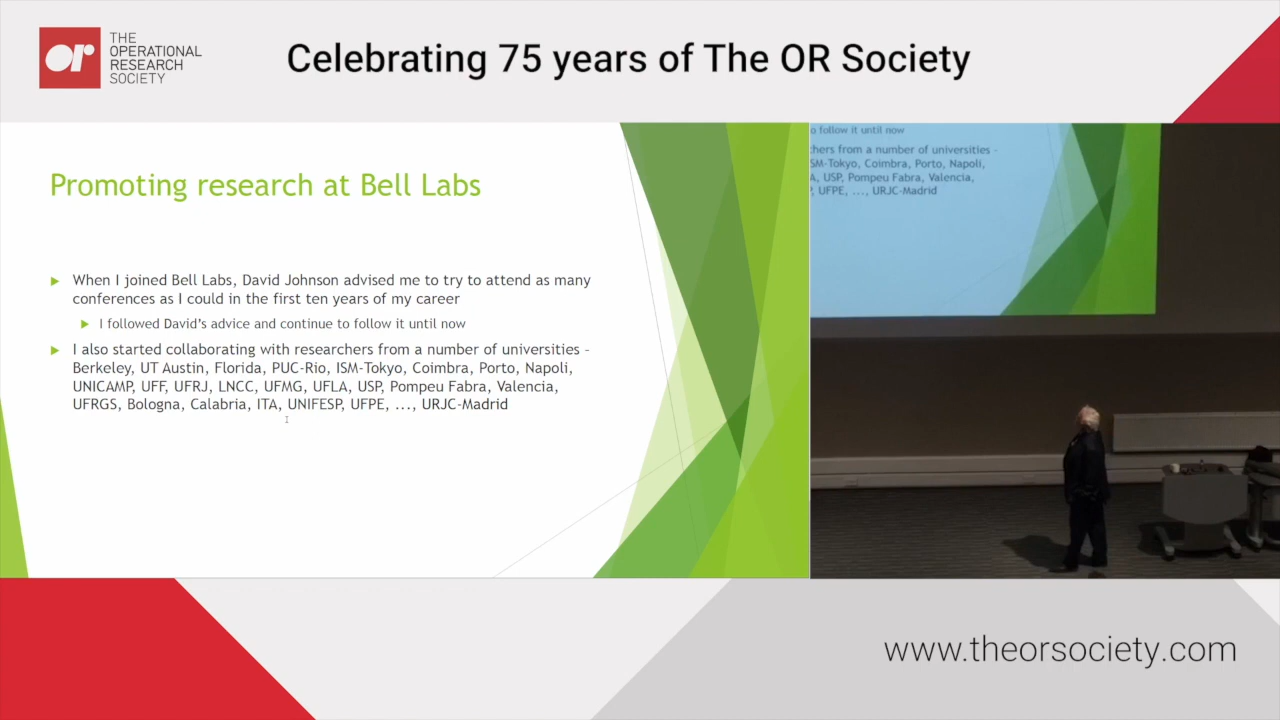 or
THE
OPERATIONAL
RESEARCH
SOCIETY
Celebrating 75 years of The OR Society
Promoting research at Bell Labs
When I joined Bell Labs, David Johnson advised me to try to attend as many
conferences as I could in the first ten years of my career
I followed David's advice and continue to follow it until now
I also started collaborating with researchers from a number of universities –
Berkeley, UT Austin, Florida, PUC-Rio, ISM-Tokyo, Coimbra, Porto, Napoli,
UNICAMP, UFF, UFRJ, LNCC, UFMG, UFLA, USP, Pompeu Fabra, Valencia,
UFRGS, Bologna, Calabria, ITA, UNIFESP, UFPE, ..., URJC-Madrid
o follow it until now
chers from a number of universities –
SM-Tokyo, Coimbra, Porto, Napoli,
A, USP, Pompeu Fabra, Valencia,
, UFPE, ..., URJC-Madrid
www.theorsociety.com